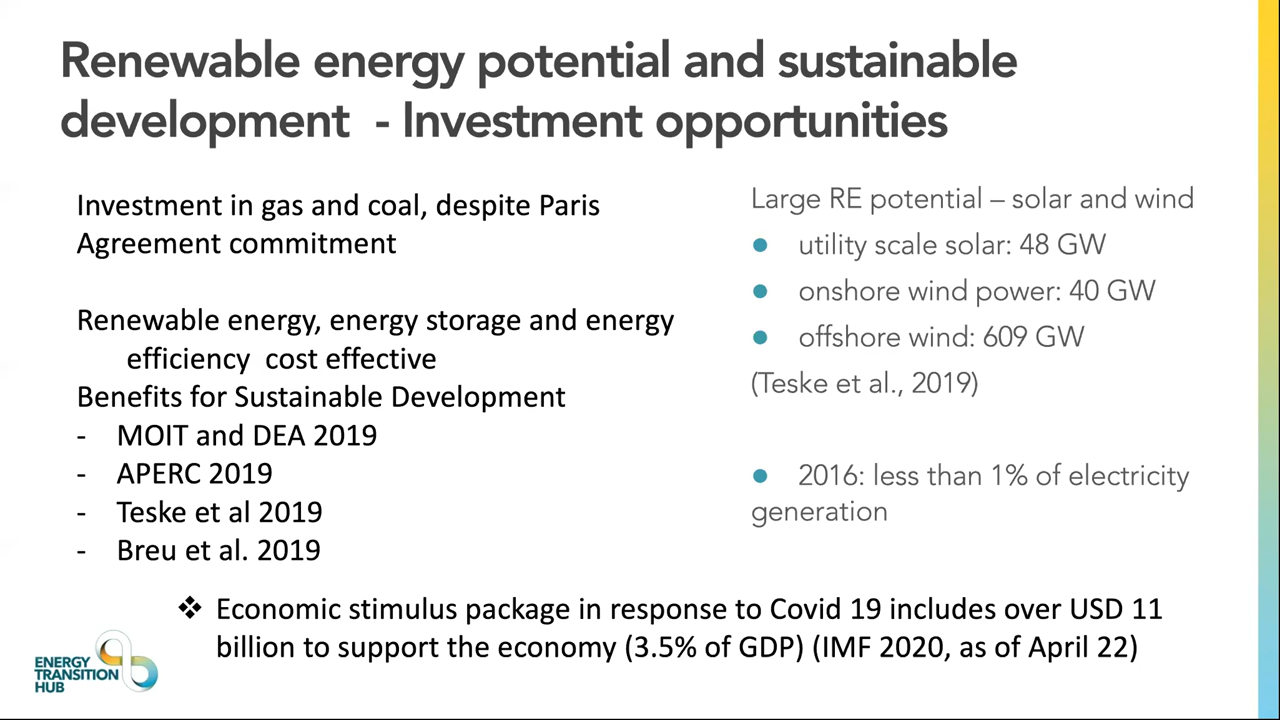 Renewable energy potential and sustainable
development - Investment opportunities
Investment in gas and coal, despite Paris
Agreement commitment
Renewable energy, energy storage and energy
efficiency cost effective
Benefits for Sustainable Development
- MOIT and DEA 2019
- APERC 2019
- Teske et al 2019
- Breu et al. 2019
Large RE potential – solar and wind
● utility scale solar: 48 GW
● onshore wind power: 40 GW
● offshore wind: 609 GW
(Teske et al., 2019)
● 2016: less than 1% of electricity
generation
❖ Economic stimulus package in response to Covid 19 includes over USD 11
billion to support the economy (3.5% of GDP) (IMF 2020, as of April 22)
ENERGY
TRANSITION
HUB